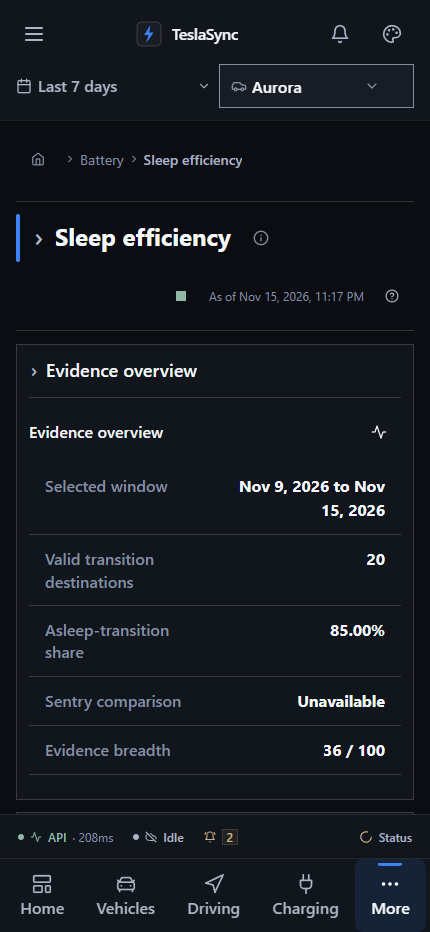 TeslaSync
Last 7 days
Aurora
Battery
Sleep efficiency
Sleep efficiency
As of Nov 15, 2026, 11:17 PM
Evidence overview
Evidence overview
Selected window
Nov 9, 2026 to Nov
15, 2026
Valid transition
destinations
20
Asleep-transition
share
85.00%
Sentry comparison
Unavailable
Evidence breadth
36 / 100
API · 208ms
Idle
2
Status
Home
Vehicles
Driving
Charging
More